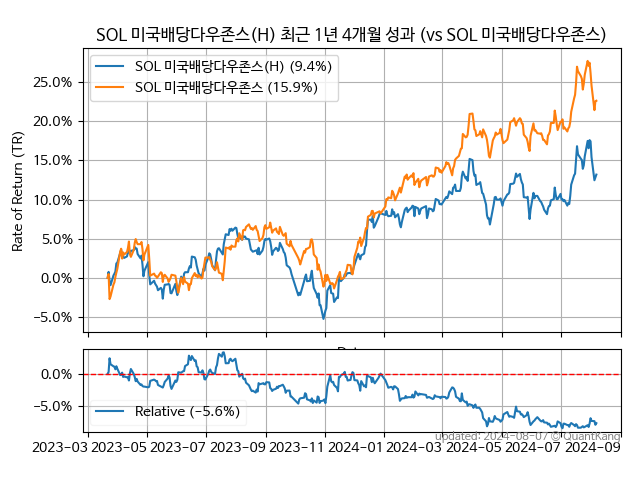 SOL 미국배당다우존스(H) 최근 1년 4개월 성과 (vs SOL 미국배당다우존스)
SOL 미국배당다우존스(H) (9.4%)
SOL 미국배당다우존스 (15.9%)
Rate of Return (TR)
25.0%
20.0%
15.0%
10.0%
5.0%
0.0%
−5.0%
0.0%
−5.0%
Relative (−5.6%)
updated: 2024-08-07 © QuantKang
2023-03 2023-05 2023-07 2023-09 2023-11 2024-01 2024-03 2024-05 2024-07 2024-09